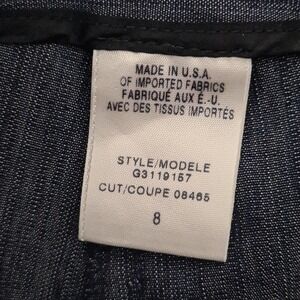 MADE IN U.S.A.
OF IMPORTED FABRICS
FABRIQUÉ AUX É.-U.
AVEC DES TISSUS IMPORTÉS
STYLE/MODELE
G3119157
CUT/COUPE 08465
8